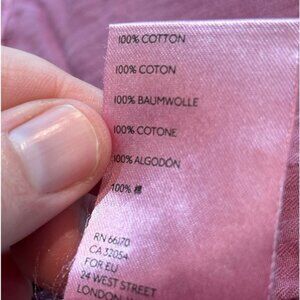 100% COTTON
100% COTON
100% BAUMWOLLE
100% COTONE
100% ALGODÓN
100% 棉
RN 66170
CA 32054
FOR EU
24 WEST STREET
LONDON